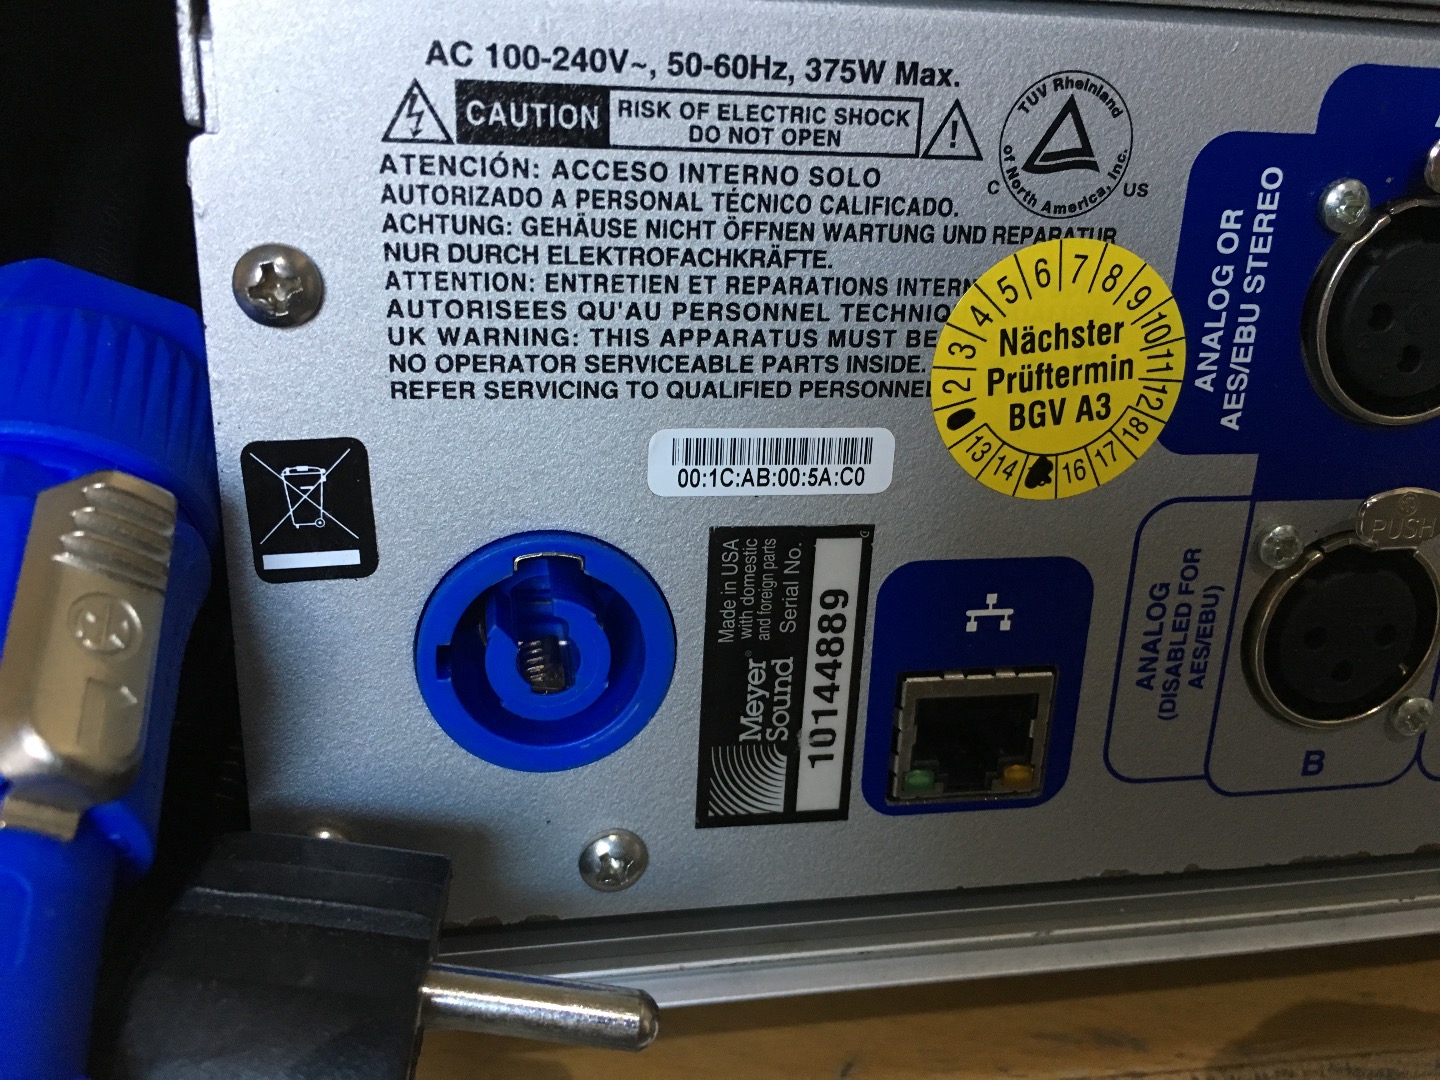 AC 100-240V~, 50-60Hz, 375W Max.
CAUTION
RISK OF ELECTRIC SHOCK
DO NOT OPEN
TUV Rheinland
of North America, Inc.
C US
ATENCIÓN: ACCESO INTERNO SOLO
AUTORIZADO A PERSONAL TÉCNICO CALIFICADO.
ACHTUNG: GEHÄUSE NICHT ÖFFNEN WARTUNG UND REPARATUR
NUR DURCH ELEKTROFACHKRÄFTE.
ATTENTION: ENTRETIEN ET REPARATIONS INTERN
AUTORISEES QU'AU PERSONNEL TECHNIQ
UK WARNING: THIS APPARATUS MUST BE
NO OPERATOR SERVICEABLE PARTS INSIDE.
REFER SERVICING TO QUALIFIED PERSONNEL
2 3 4 5 6 7 8 9 10 11 12
Nächster
Prüftermin
BGV A3
13 14 16 17 18
00:1C:AB:00:5A:C0
Made in USA
with domestic
and foreign parts
Serial No.
Meyer
Sound
10144889
ANALOG OR
AES/EBU STEREO
ANALOG
(DISABLED FOR
AES/EBU)
PUSH
B